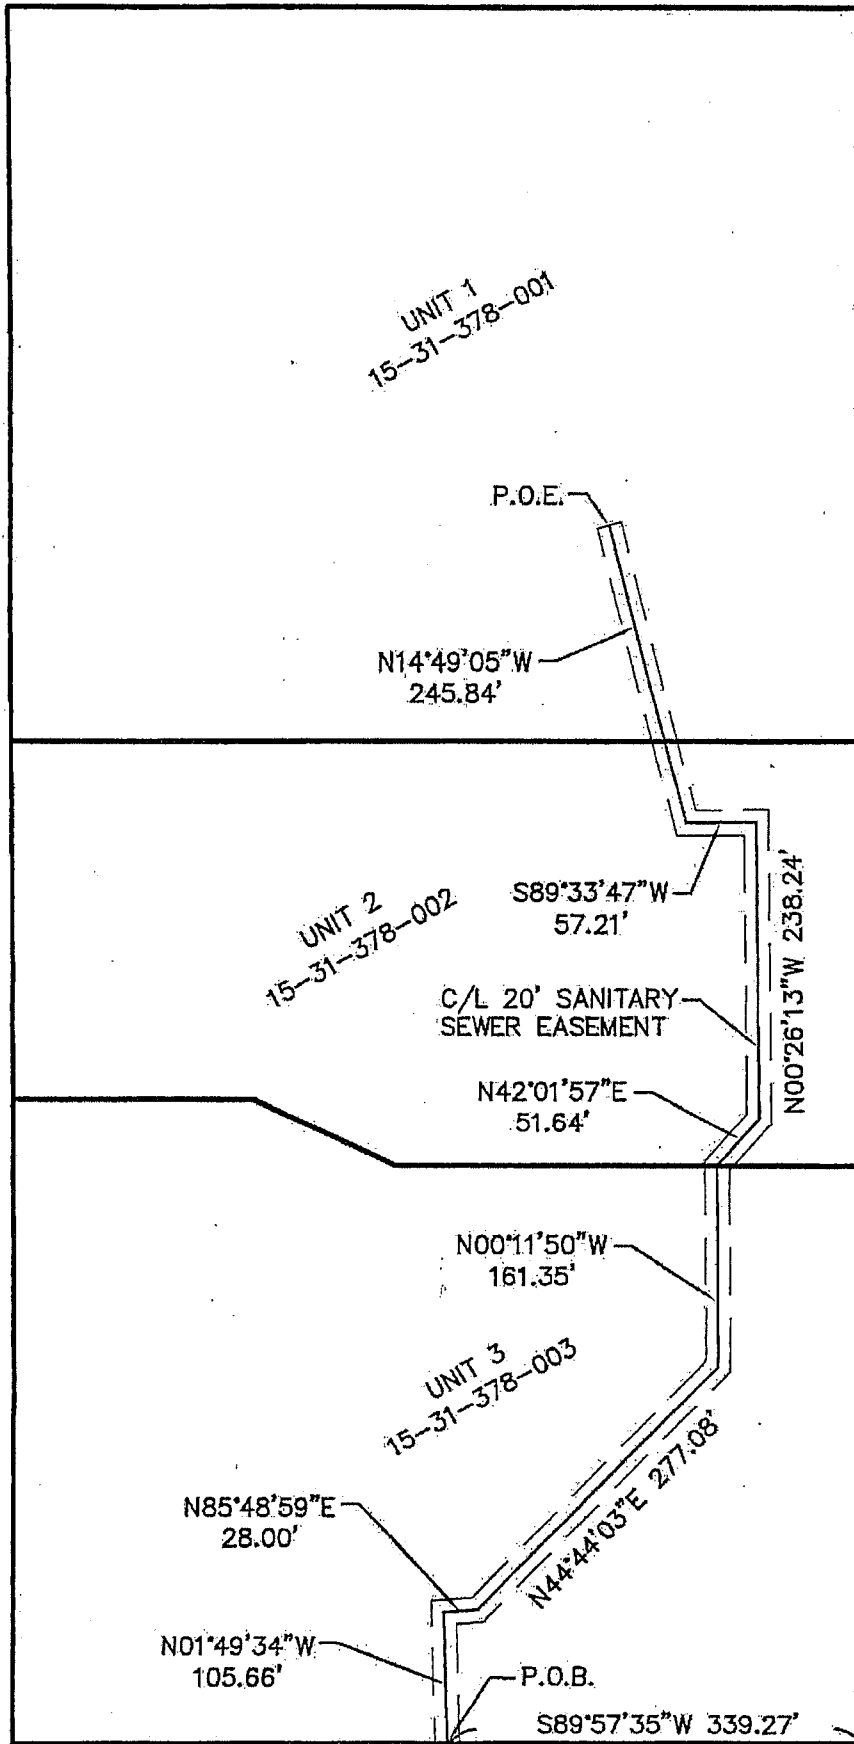 UNIT 1
15-31-378-001
P.O.E.
N14°49'05"W
245.84'
S89°33'47"W
57.21'
N00°26'13"W 238.24'
UNIT 2
15-31-378-002
C/L 20' SANITARY
SEWER EASEMENT
N42°01'57"E
51.64'
N00°11'50"W
161.35'
UNIT 3
15-31-378-003
N44°44'03"E 277.08'
N85°48'59"E
28.00'
N01°49'34"W
105.66'
P.O.B.
S89°57'35"W 339.27'